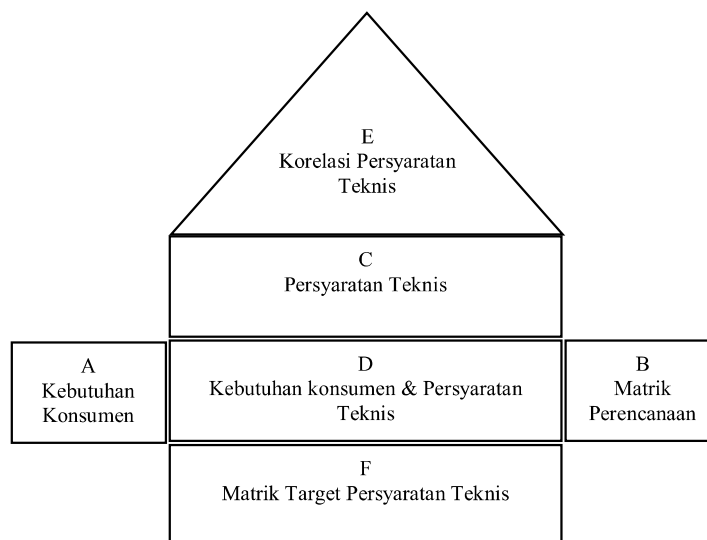 E
Korelasi Persyaratan
Teknis
C
Persyaratan Teknis
A
Kebutuhan
Konsumen
D
Kebutuhan konsumen & Persyaratan
Teknis
B
Matrik
Perencanaan
F
Matrik Target Persyaratan Teknis